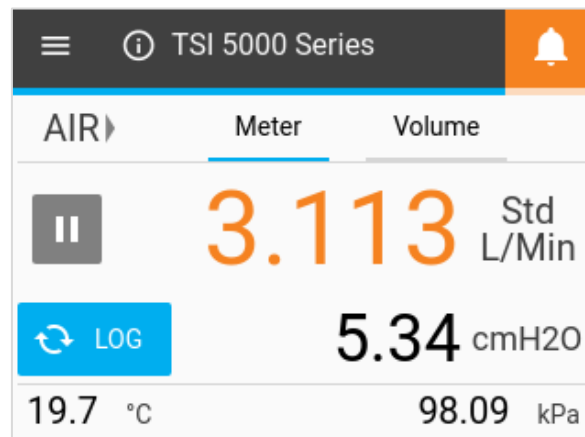 TSI 5000 Series
AIR Meter Volume
3.113 Std L/Min
LOG 5.34 cmH2O
19.7 °C 98.09 kPa